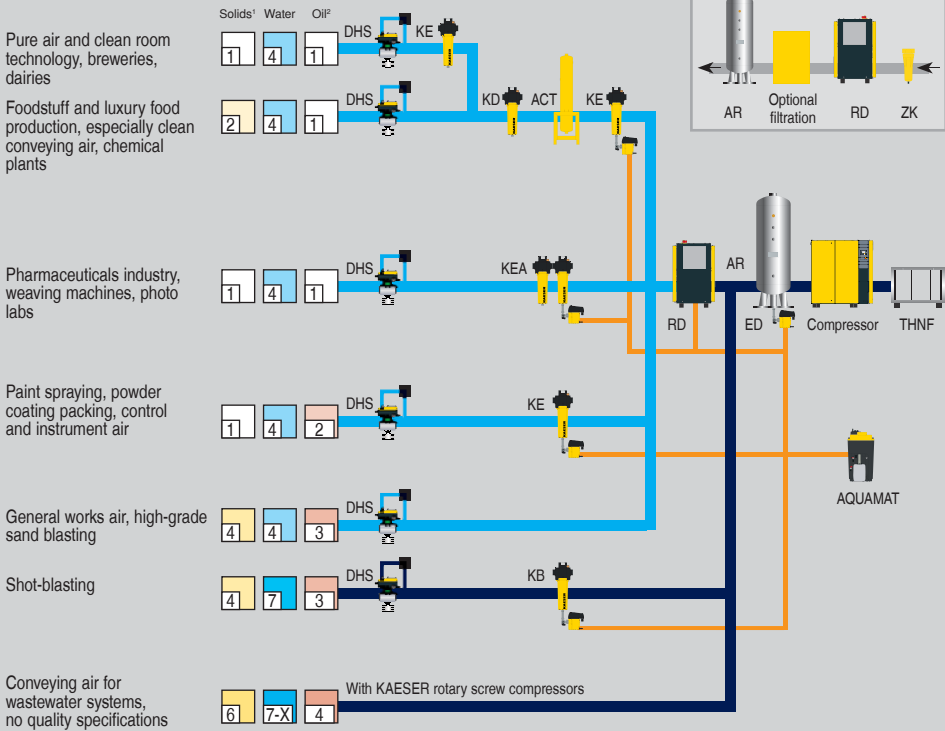 Solids¹ Water Oil²
Pure air and clean room
technology, breweries,
dairies
1 4 1
DHS KE
Foodstuff and luxury food
production, especially clean
conveying air, chemical
plants
2 4 1
DHS KD ACT KE
AR Optional
filtration RD ZK
Pharmaceuticals industry,
weaving machines, photo
labs
1 4 1
DHS KEA
RD AR ED Compressor THNF
Paint spraying, powder
coating packing, control
and instrument air
1 4 2
DHS KE
AQUAMAT
General works air, high-grade
sand blasting
4 4 3
DHS
Shot-blasting
4 7 3
DHS KB
Conveying air for
wastewater systems,
no quality specifications
6 7-X 4
With KAESER rotary screw compressors